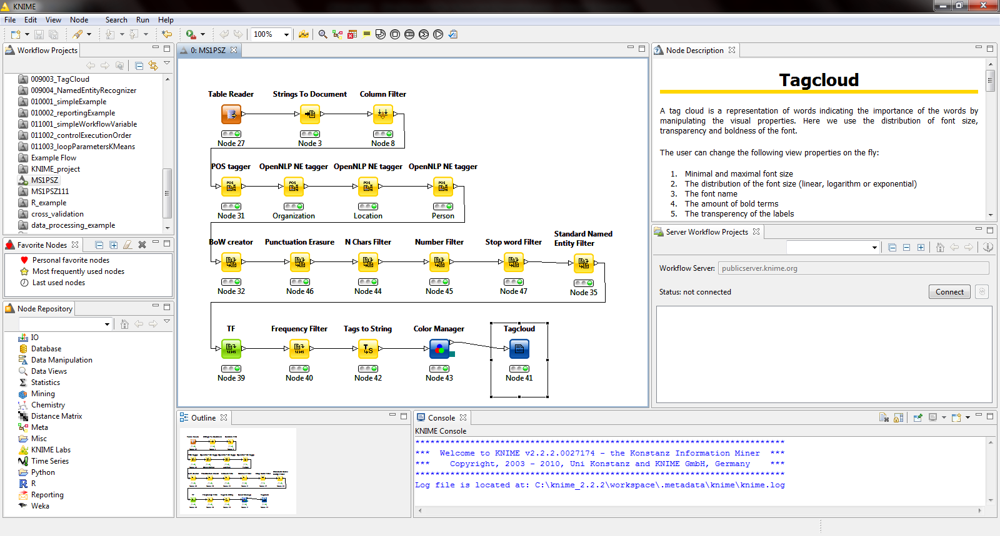 KNIME
File Edit View Node Search Run Help
100%
Workflow Projects
009003_TagCloud
009004_NamedEntityRecognizer
010001_simpleExample
010002_reportingExample
011001_simpleWorkflowVariable
011002_controlExecutionOrder
011003_loopParametersKMeans
Example Flow
KNIME_project
MS1PSZ
MS1PSZ111
R_example
cross_validation
data_processing_example
Favorite Nodes
Personal favorite nodes
Most frequently used nodes
Last used nodes
Node Repository
IO
Database
Data Manipulation
Data Views
Statistics
Mining
Chemistry
Distance Matrix
Meta
Misc
KNIME Labs
Time Series
Python
R
Reporting
Weka
0: MS1PSZ
Table Reader Strings To Document Column Filter
Node 27 Node 3 Node 8
POS tagger OpenNLP NE tagger OpenNLP NE tagger OpenNLP NE tagger
Node 31 Organization Location Person
BoW creator Punctuation Erasure N Chars Filter Number Filter Stop word Filter Standard Named
Entity Filter
Node 32 Node 46 Node 44 Node 45 Node 47 Node 35
TF Frequency Filter Tags to String Color Manager Tagcloud
Node 39 Node 40 Node 42 Node 43 Node 41
Outline
Node Description
Tagcloud
A tag cloud is a representation of words indicating the importance of the words by
manipulating the visual properties. Here we use the distribution of font size,
transparency and boldness of the font.
The user can change the following view properties on the fly:
1. Minimal and maximal font size
2. The distribution of the font size (linear, logarithm or exponential)
3. The font name
4. The amount of bold terms
5. The transperency of the labels
Server Workflow Projects
Workflow Server: publicserver.knime.org
Status: not connected Connect
Console
KNIME Console
**************************************************************************
*** Welcome to KNIME v2.2.2.0027174 - the Konstanz Information Miner ***
*** Copyright, 2003 - 2010, Uni Konstanz and KNIME GmbH, Germany ***
**************************************************************************
Log file is located at: C:\knime_2.2.2\workspace\.metadata\knime\knime.log